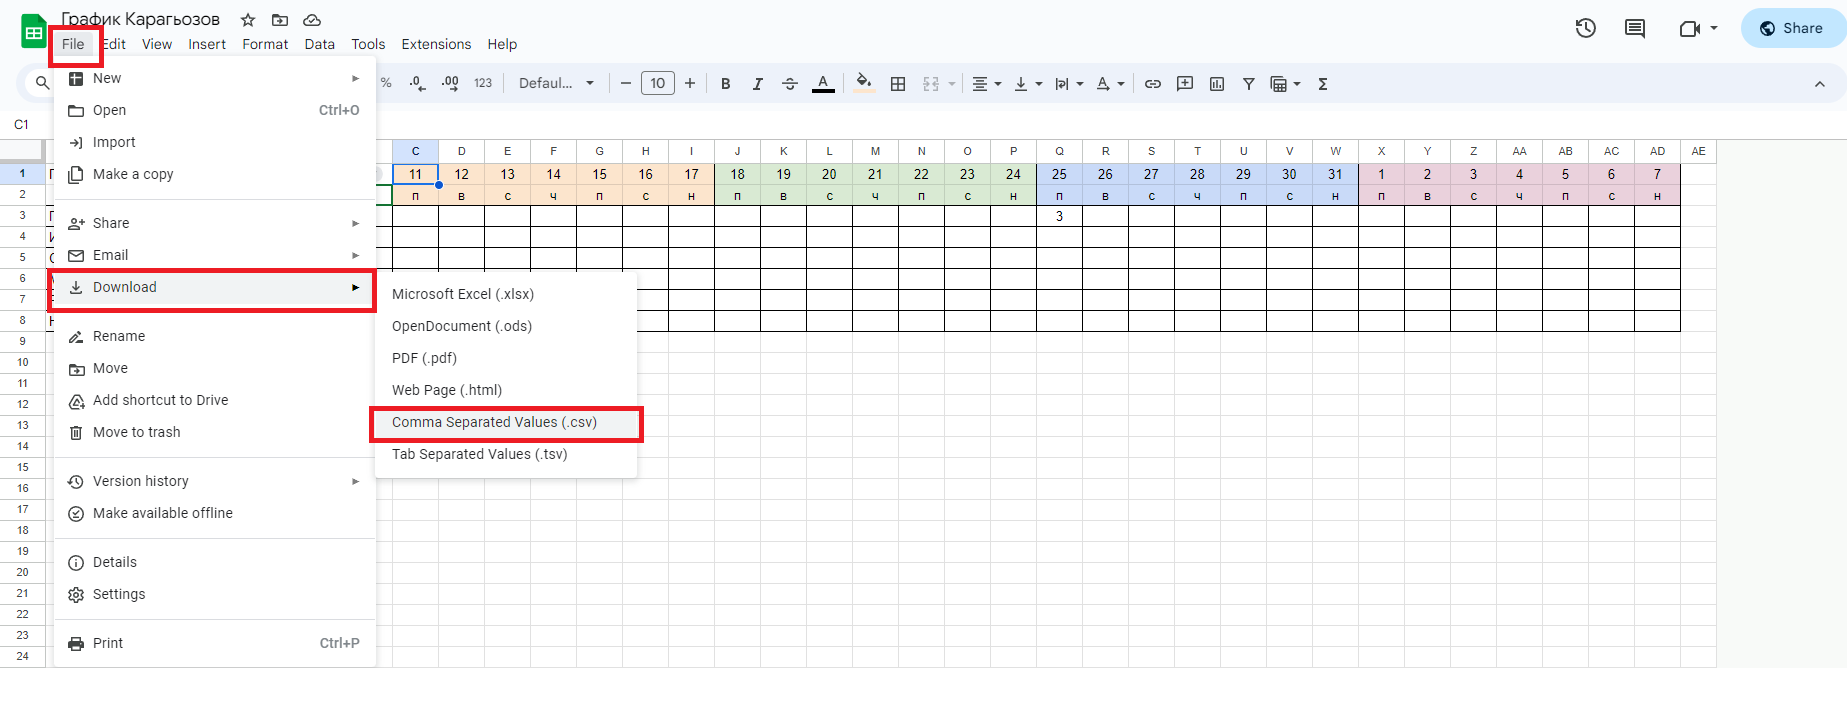 График Карагьозов
File Edit View Insert Format Data Tools Extensions Help
Share
% .0 .00 123 Defaul... − 10 + B I A Σ
C1
C D E F G H I J K L M N O P Q R S T U V W X Y Z AA AB AC AD AE
1 11 12 13 14 15 16 17 18 19 20 21 22 23 24 25 26 27 28 29 30 31 1 2 3 4 5 6 7
2 п в с ч п с н п в с ч п с н п в с ч п с н п в с ч п с н
3 3
4
5
6
7
8
9
10
11
12
13
14
15
16
17
18
19
20
21
22
23
24
New
Open Ctrl+O
Import
Make a copy
Share
Email
Download
Rename
Move
Add shortcut to Drive
Move to trash
Version history
Make available offline
Details
Settings
Print Ctrl+P
Microsoft Excel (.xlsx)
OpenDocument (.ods)
PDF (.pdf)
Web Page (.html)
Comma Separated Values (.csv)
Tab Separated Values (.tsv)